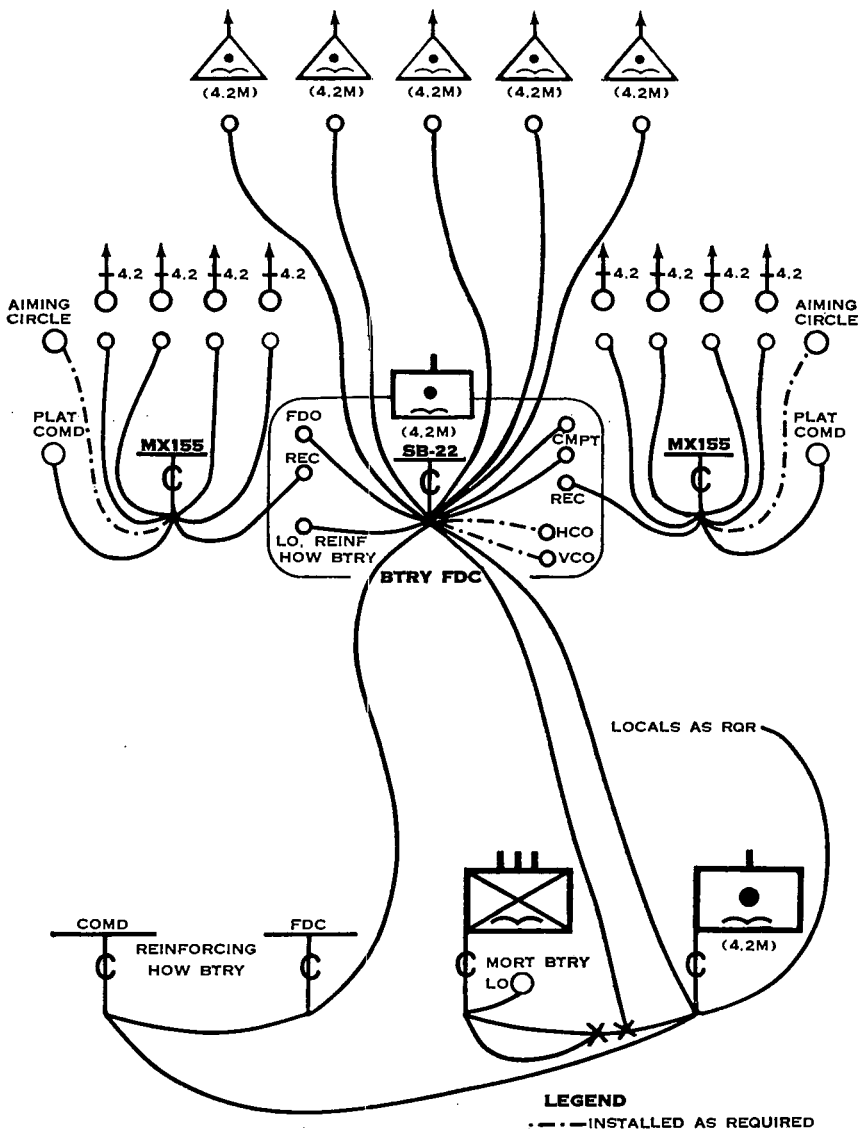 (4.2M) (4.2M) (4.2M) (4.2M) (4.2M)
4.2 4.2 4.2 4.2
4.2 4.2 4.2 4.2
AIMING
CIRCLE
AIMING
CIRCLE
PLAT
COMD
PLAT
COMD
MX155
MX155
(4.2M)
SB-22
FDO
REC
LO, REINF
HOW BTRY
CMPT
REC
HCO
VCO
BTRY FDC
LOCALS AS RQR
COMD
FDC
REINFORCING
HOW BTRY
MORT BTRY
LO
(4.2M)
LEGEND
INSTALLED AS REQUIRED